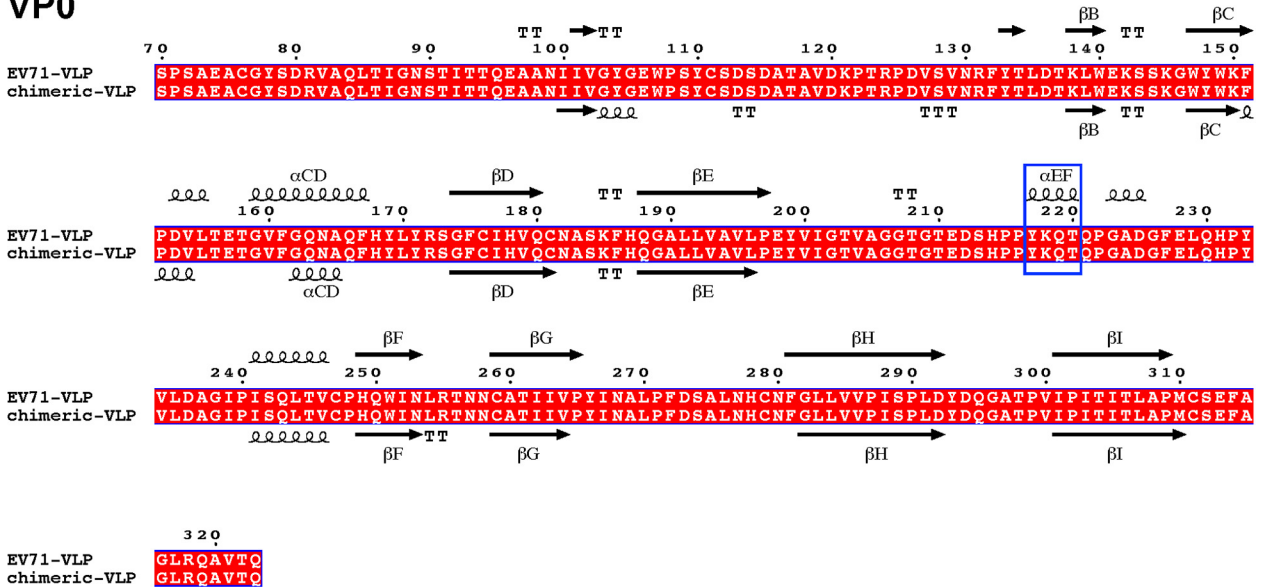 VP0
TT TT βB TT βC
70 80 90 100 110 120 130 140 150
EV71-VLP SPSAEACGYSDRVAQLTIGNSTITTQEAANIIVGYGEWPSYCSDSDATAVDKPTRPDVSVNRFYTLDTKLWEKSSKGWYWKF
chimeric-VLP SPSAEACGYSDRVAQLTIGNSTITTQEAANIIVGYGEWPSYCSDSDATAVDKPTRPDVSVNRFYTLDTKLWEKSSKGWYWKF
TT TTT βB TT βC
αCD βD TT βE TT αEF
160 170 180 190 200 210 220 230
EV71-VLP PDVLTETGVFGQNAQFHYLYRSGFCIHVQCNASKFHQGALLVAVLPEYVIGTVAGGTGTEDSHPPYKQTQPGADGFELQHPY
chimeric-VLP PDVLTETGVFGQNAQFHYLYRSGFCIHVQCNASKFHQGALLVAVLPEYVIGTVAGGTGTEDSHPPYKQTQPGADGFELQHPY
αCD βD TT βE
βF βG βH βI
240 250 260 270 280 290 300 310
EV71-VLP VLDAGIPISQLTVCPHQWINLRTNNCATIIVPYINALPFDSALNHCNFGLLVVPISPLDYDQGATPVIPITITLAPMCSEFA
chimeric-VLP VLDAGIPISQLTVCPHQWINLRTNNCATIIVPYINALPFDSALNHCNFGLLVVPISPLDYDQGATPVIPITITLAPMCSEFA
βF TT βG βH βI
320
EV71-VLP GLRQAVTQ
chimeric-VLP GLRQAVTQ